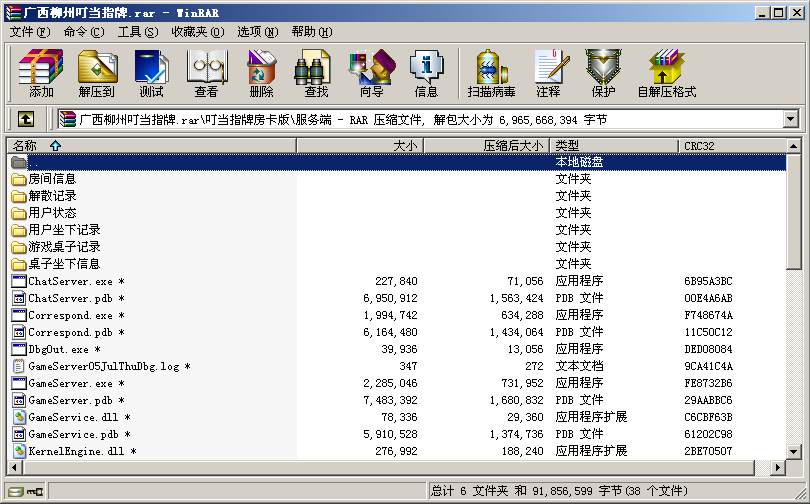 广西柳州叮当指牌.rar - WinRAR
文件(F) 命令(C) 工具(S) 收藏夹(O) 选项(N) 帮助(H)
添加 解压到 测试 查看 删除 查找 向导 信息 扫描病毒 注释 保护 自解压格式
广西柳州叮当指牌.rar\叮当指牌房卡版\服务端 - RAR 压缩文件, 解包大小为 6,965,668,394 字节
名称 大小 压缩后大小 类型 CRC32
.. 本地磁盘
房间信息 文件夹
解散记录 文件夹
用户状态 文件夹
用户坐下记录 文件夹
游戏桌子记录 文件夹
桌子坐下信息 文件夹
ChatServer.exe * 227,840 71,056 应用程序 6B95A3BC
ChatServer.pdb * 6,950,912 1,563,424 PDB 文件 00E4A6AB
Correspond.exe * 1,994,742 634,288 应用程序 F748674A
Correspond.pdb * 6,164,480 1,434,064 PDB 文件 11C50C12
DbgOut.exe * 39,936 13,056 应用程序 DED08084
GameServer05JulThuDbg.log * 347 272 文本文档 9CA41C4A
GameServer.exe * 2,285,046 731,952 应用程序 FE8732B6
GameServer.pdb * 7,483,392 1,680,832 PDB 文件 29AABBC6
GameService.dll * 78,336 29,360 应用程序扩展 C6CBF63B
GameService.pdb * 5,910,528 1,374,736 PDB 文件 61202C98
KernelEngine.dll * 276,992 188,240 应用程序扩展 2BE70507
总计 6 文件夹 和 91,856,599 字节(38 个文件)